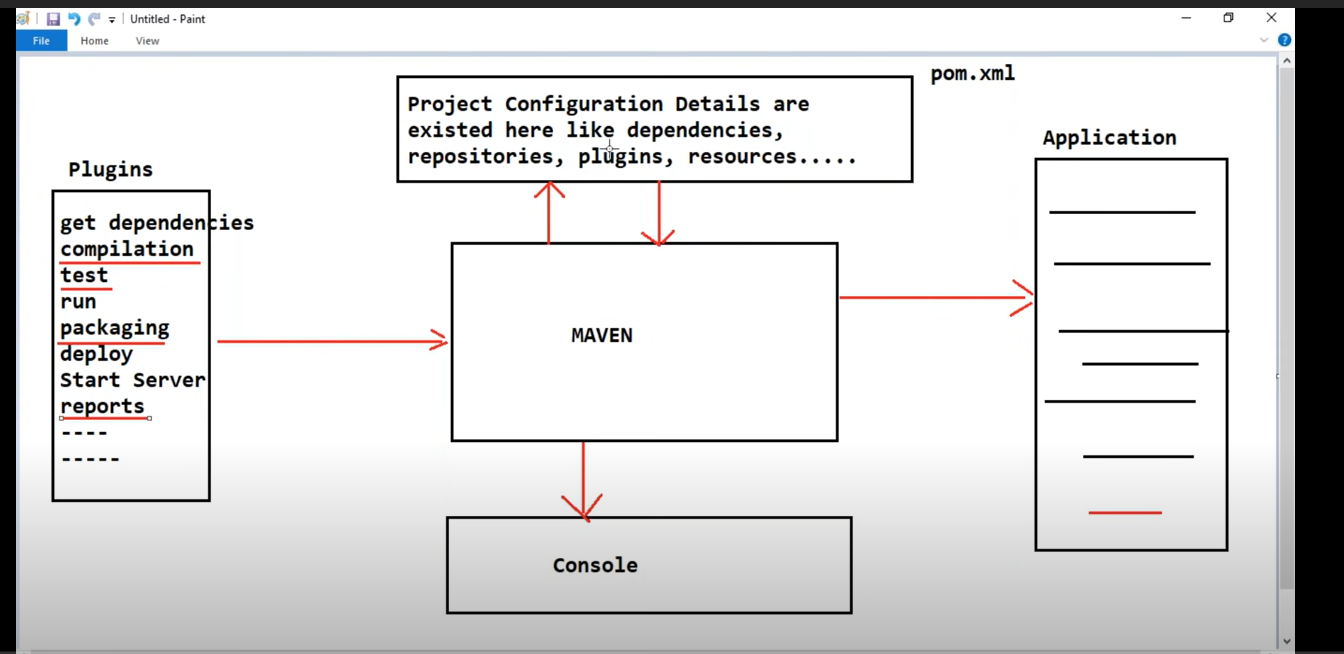 Untitled - Paint
File Home View
pom.xml
Project Configuration Details are
existed here like dependencies,
repositories, plugins, resources.....
Application
Plugins
get dependencies
compilation
test
run
packaging
deploy
Start Server
reports
----
-----
MAVEN
Console